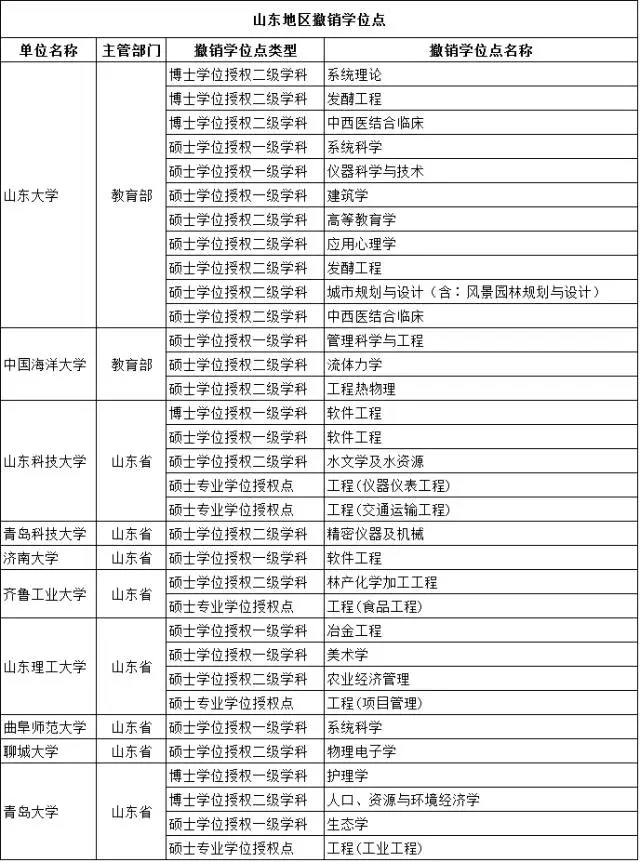 山东地区撤销学位点
单位名称 主管部门 撤销学位点类型 撤销学位点名称
山东大学 教育部 博士学位授权二级学科 系统理论
博士学位授权二级学科 发酵工程
博士学位授权二级学科 中西医结合临床
硕士学位授权一级学科 系统科学
硕士学位授权一级学科 仪器科学与技术
硕士学位授权一级学科 建筑学
硕士学位授权二级学科 高等教育学
硕士学位授权二级学科 应用心理学
硕士学位授权二级学科 发酵工程
硕士学位授权二级学科 城市规划与设计（含：风景园林规划与设计）
硕士学位授权二级学科 中西医结合临床
中国海洋大学 教育部 硕士学位授权一级学科 管理科学与工程
硕士学位授权二级学科 流体力学
硕士学位授权二级学科 工程热物理
山东科技大学 山东省 博士学位授权一级学科 软件工程
硕士学位授权一级学科 软件工程
硕士学位授权二级学科 水文学及水资源
硕士专业学位授权点 工程(仪器仪表工程)
硕士专业学位授权点 工程(交通运输工程)
青岛科技大学 山东省 硕士学位授权二级学科 精密仪器及机械
济南大学 山东省 硕士学位授权一级学科 软件工程
齐鲁工业大学 山东省 硕士学位授权二级学科 林产化学加工工程
硕士专业学位授权点 工程(食品工程)
山东理工大学 山东省 硕士学位授权一级学科 冶金工程
硕士学位授权一级学科 美术学
硕士学位授权二级学科 农业经济管理
硕士专业学位授权点 工程(项目管理)
曲阜师范大学 山东省 硕士学位授权一级学科 系统科学
聊城大学 山东省 硕士学位授权二级学科 物理电子学
青岛大学 山东省 博士学位授权一级学科 护理学
博士学位授权二级学科 人口、资源与环境经济学
硕士学位授权一级学科 生态学
硕士专业学位授权点 工程(工业工程)